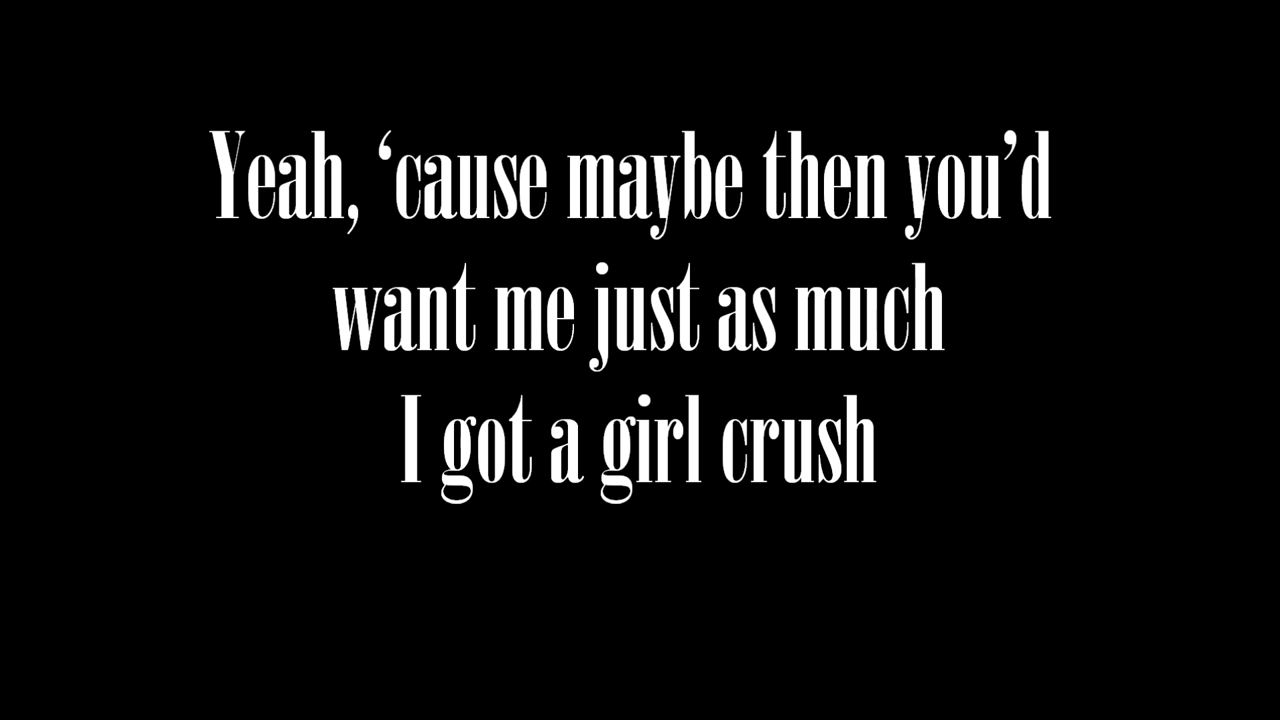 Yeah, ‘cause maybe then you’d
want me just as much
I got a girl crush